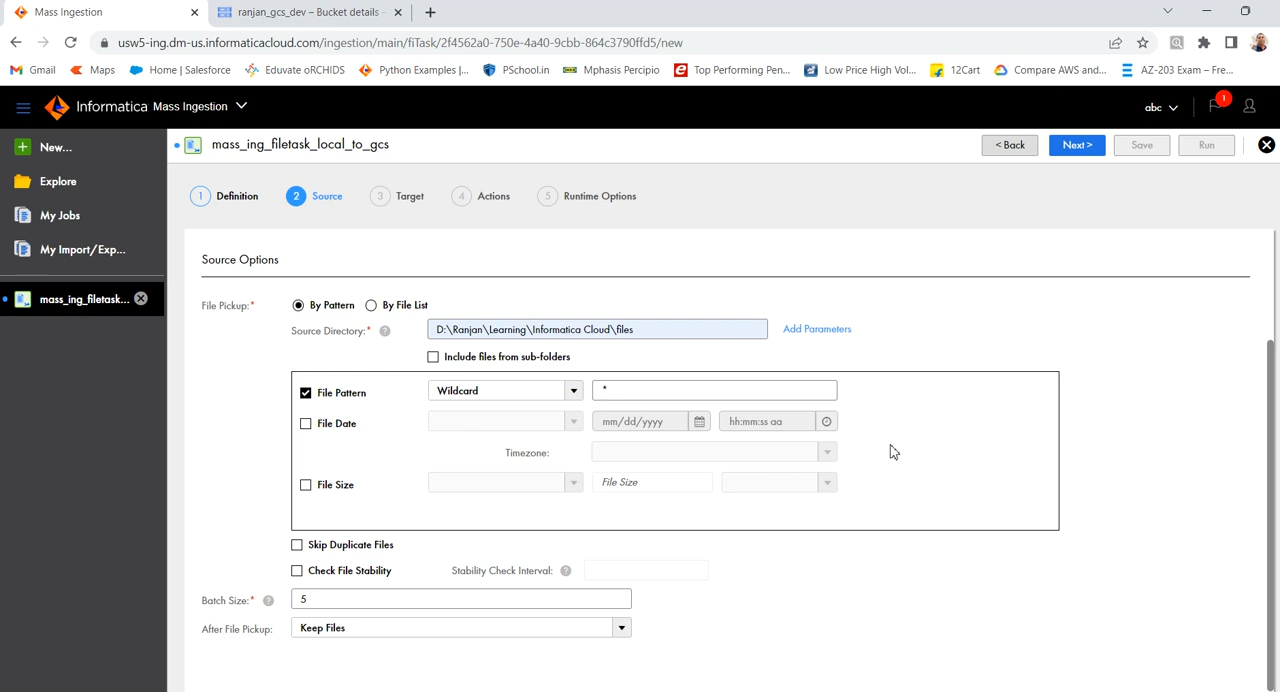 Mass Ingestion
ranjan_gcs_dev – Bucket details -
usw5-ing.dm-us.informaticacloud.com/ingestion/main/fiTask/2f4562a0-750e-4a40-9cbb-864c3790ffd5/new
Gmail
Maps
Home | Salesforce
Eduvate oRCHIDS
Python Examples |...
PSchool.in
Mphasis Percipio
Top Performing Pen...
Low Price High Vol...
12Cart
Compare AWS and...
AZ-203 Exam – Fre...
Informatica Mass Ingestion
abc
1
New...
Explore
My Jobs
My Import/Exp...
mass_ing_filetask...
mass_ing_filetask_local_to_gcs
< Back
Next >
Save
Run
1 Definition
2 Source
3 Target
4 Actions
5 Runtime Options
Source Options
File Pickup:*
By Pattern
By File List
Source Directory:* ?
D:\Ranjan\Learning\Informatica Cloud\files
Add Parameters
Include files from sub-folders
File Pattern
Wildcard
*
File Date
mm/dd/yyyy
hh:mm:ss aa
Timezone:
File Size
File Size
Skip Duplicate Files
Check File Stability
Stability Check Interval: ?
Batch Size:* ?
5
After File Pickup:
Keep Files